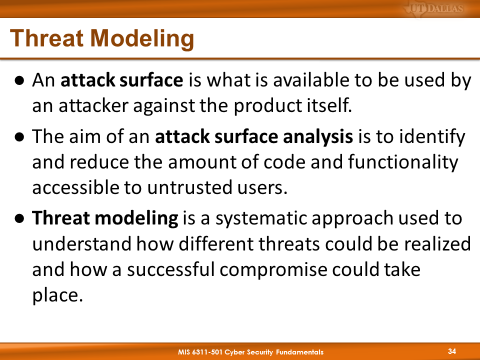 UT DALLAS
Threat Modeling
● An attack surface is what is available to be used by
an attacker against the product itself.
● The aim of an attack surface analysis is to identify
and reduce the amount of code and functionality
accessible to untrusted users.
● Threat modeling is a systematic approach used to
understand how different threats could be realized
and how a successful compromise could take
place.
MIS 6311-501 Cyber Security Fundamentals
34